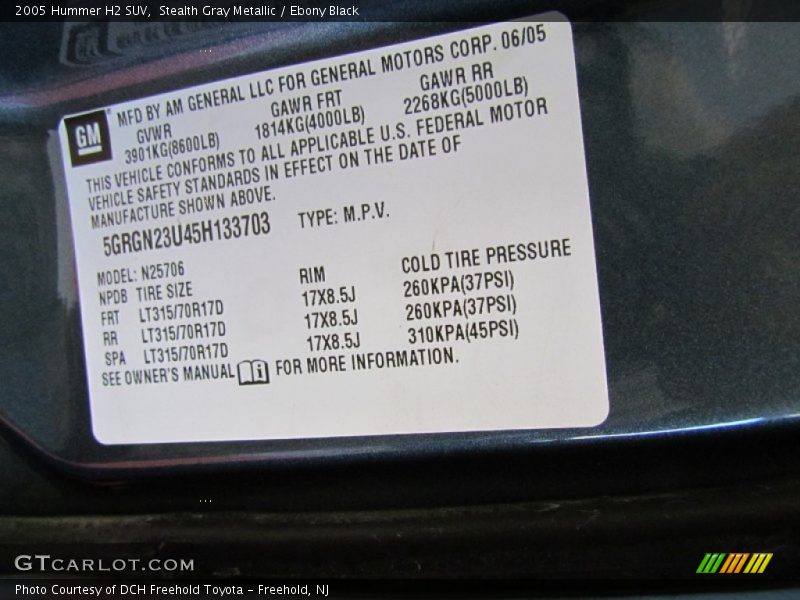 2005 Hummer H2 SUV,  Stealth Gray Metallic / Ebony Black
GM
MFD BY AM GENERAL LLC FOR GENERAL MOTORS CORP. 06/05
GVWR GAWR FRT GAWR RR
3901KG(8600LB) 1814KG(4000LB) 2268KG(5000LB)
THIS VEHICLE CONFORMS TO ALL APPLICABLE U.S. FEDERAL MOTOR
VEHICLE SAFETY STANDARDS IN EFFECT ON THE DATE OF
MANUFACTURE SHOWN ABOVE.
5GRGN23U45H133703 TYPE: M.P.V.
MODEL: N25706
NPDB TIRE SIZE RIM COLD TIRE PRESSURE
FRT LT315/70R17D 17X8.5J 260KPA(37PSI)
RR LT315/70R17D 17X8.5J 260KPA(37PSI)
SPA LT315/70R17D 17X8.5J 310KPA(45PSI)
SEE OWNER'S MANUAL i FOR MORE INFORMATION.
GTCARLOT.COM
Photo Courtesy of DCH Freehold Toyota - Freehold, NJ